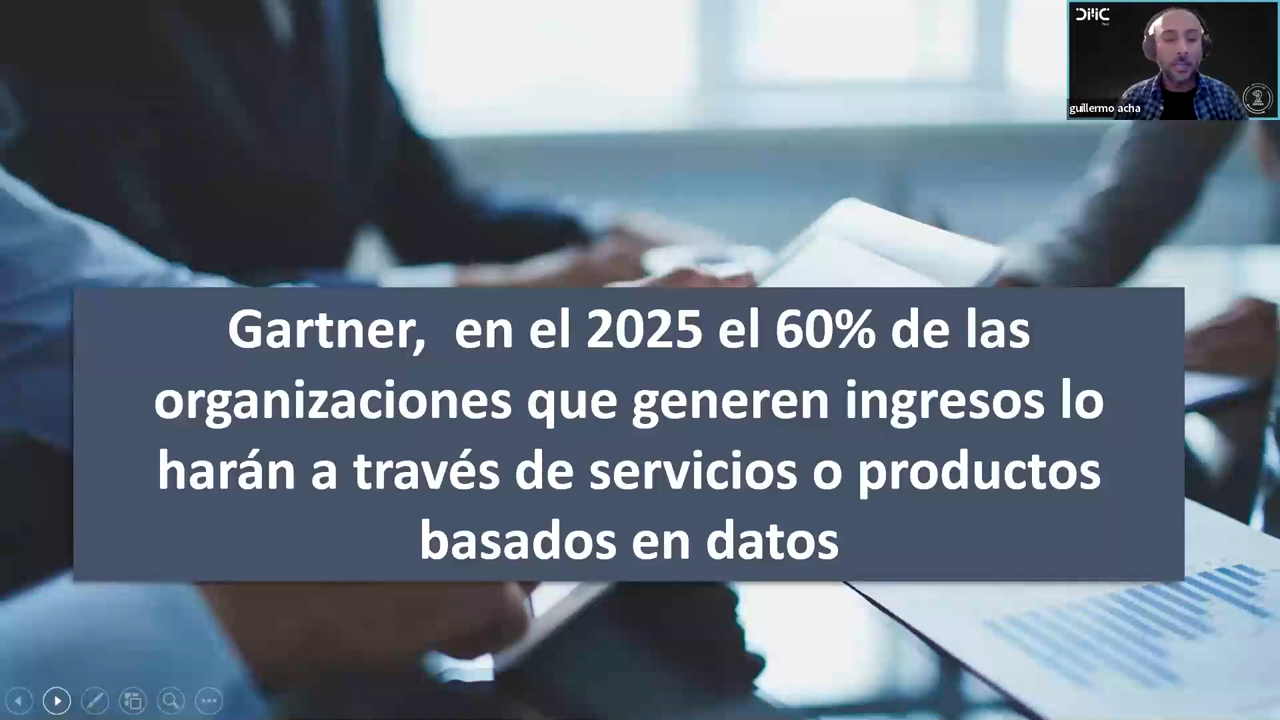 DMC
guillermo acha
Gartner,  en el 2025 el 60% de las
organizaciones que generen ingresos lo
harán a través de servicios o productos
basados en datos